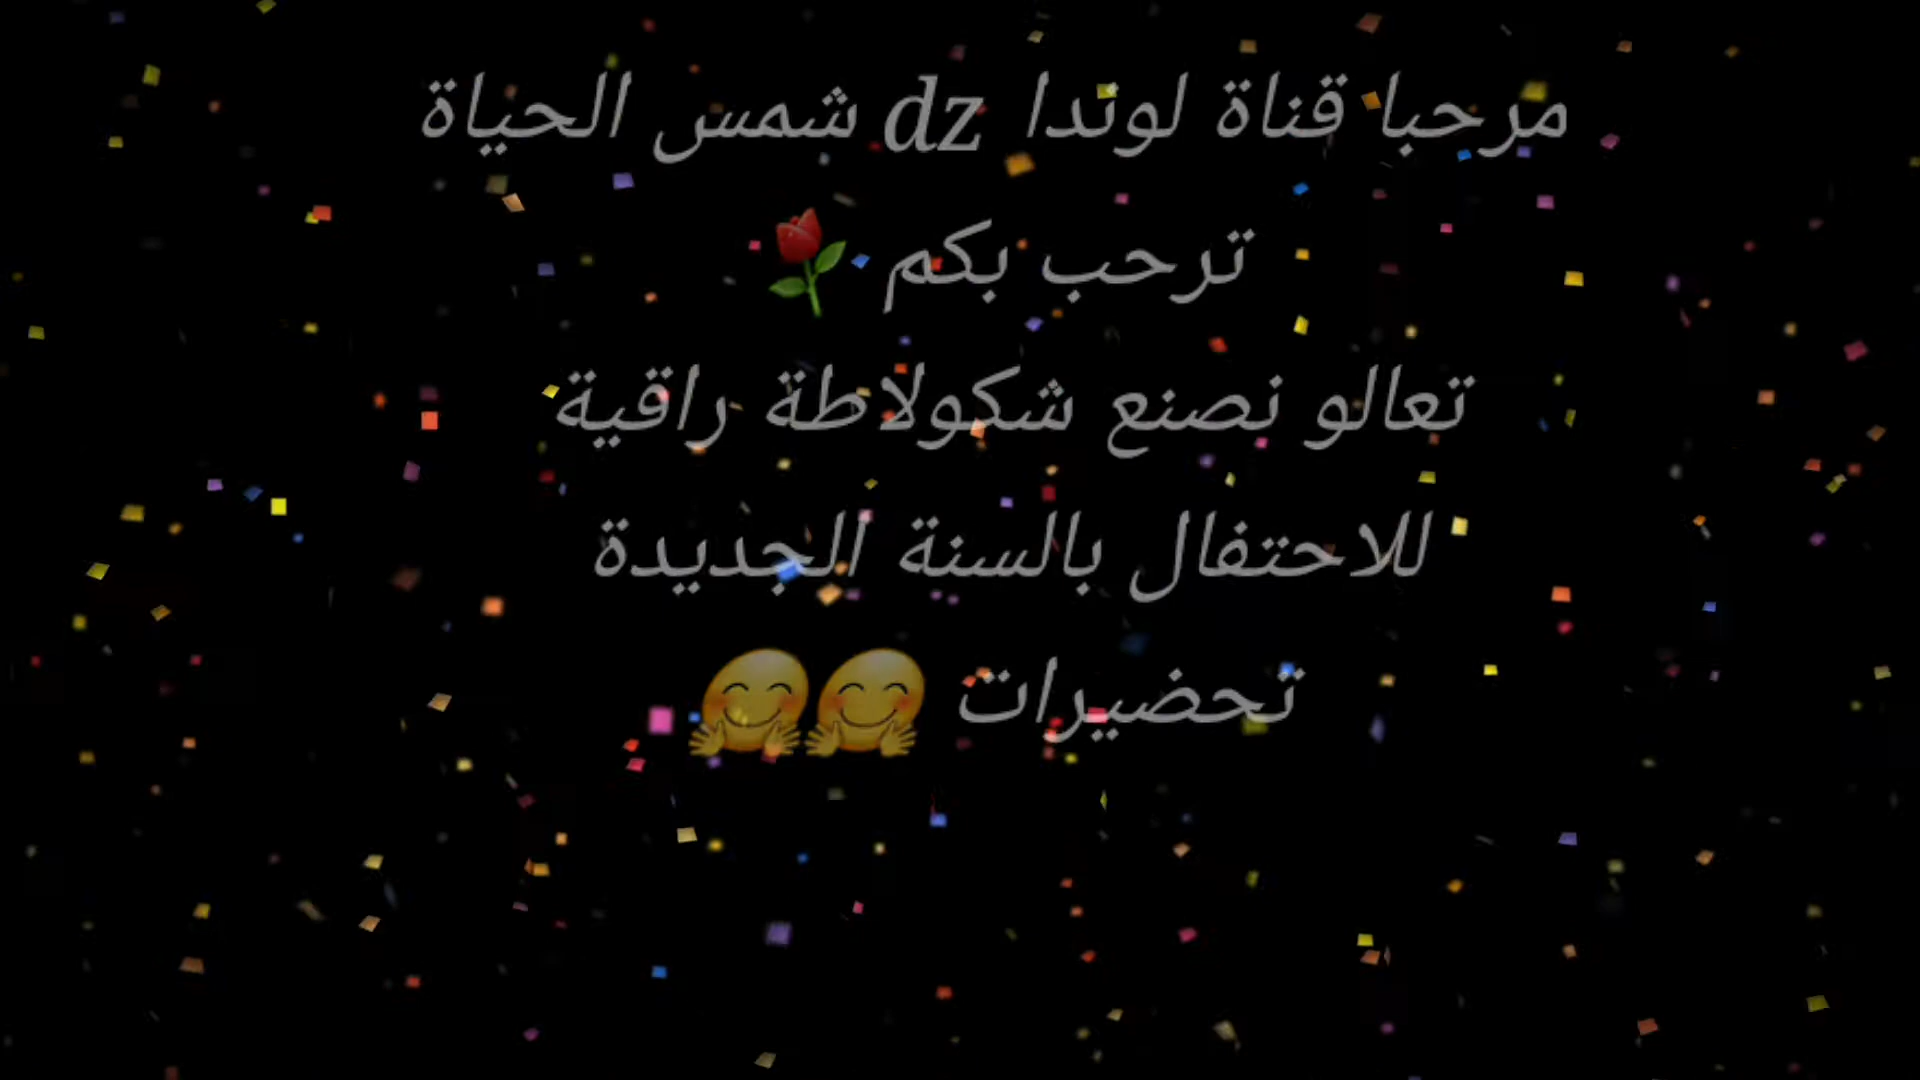 مرحبا قناة لوندا dz شمس الحياة
ترحب بكم 🌹
تعالو نصنع شكولاطة راقية
للاحتفال بالسنة الجديدة
تحضيرات 🤗🤗